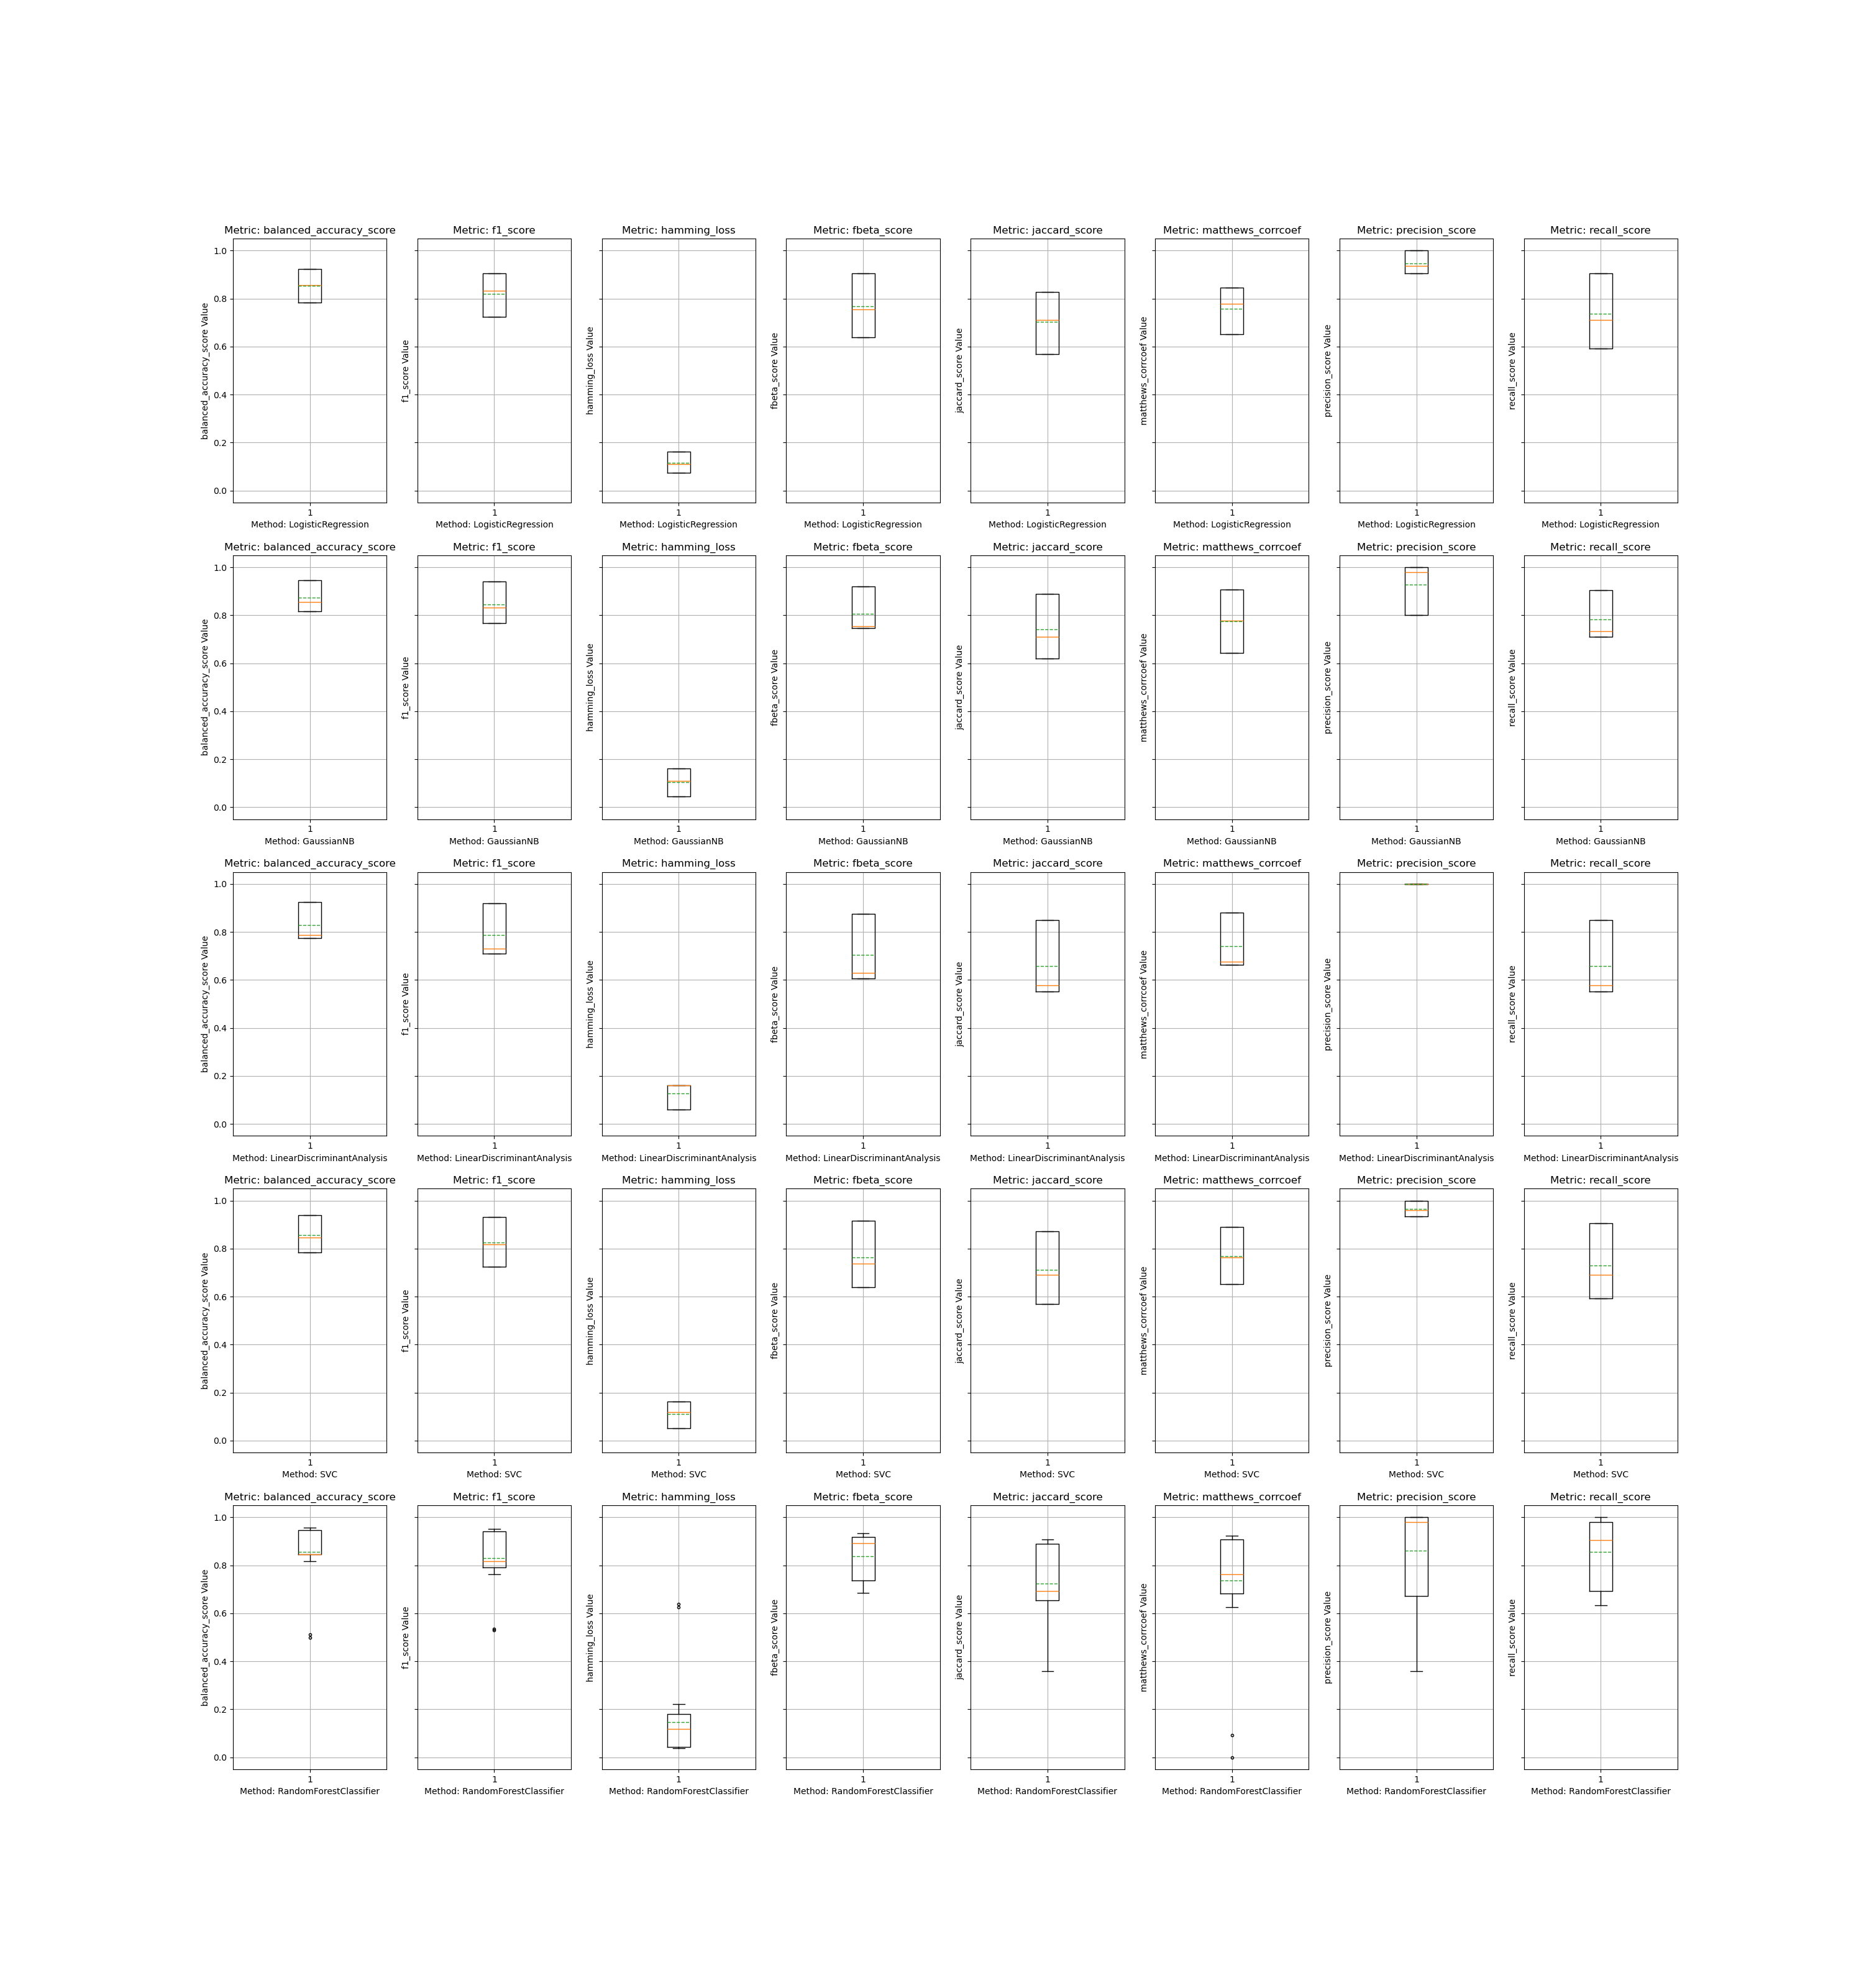 Metric: balanced_accuracy_score Metric: f1_score Metric: hamming_loss Metric: fbeta_score Metric: jaccard_score Metric: matthews_corrcoef Metric: precision_score Metric: recall_score
1.0
0.8
0.6
0.4
0.2
0.0
balanced_accuracy_score Value
f1_score Value
hamming_loss Value
fbeta_score Value
jaccard_score Value
matthews_corrcoef Value
precision_score Value
recall_score Value
1 1 1 1 1 1 1 1
Method: LogisticRegression Method: LogisticRegression Method: LogisticRegression Method: LogisticRegression Method: LogisticRegression Method: LogisticRegression Method: LogisticRegression Method: LogisticRegression
Metric: balanced_accuracy_score Metric: f1_score Metric: hamming_loss Metric: fbeta_score Metric: jaccard_score Metric: matthews_corrcoef Metric: precision_score Metric: recall_score
1.0
0.8
0.6
0.4
0.2
0.0
balanced_accuracy_score Value
f1_score Value
hamming_loss Value
fbeta_score Value
jaccard_score Value
matthews_corrcoef Value
precision_score Value
recall_score Value
1 1 1 1 1 1 1 1
Method: GaussianNB Method: GaussianNB Method: GaussianNB Method: GaussianNB Method: GaussianNB Method: GaussianNB Method: GaussianNB Method: GaussianNB
Metric: balanced_accuracy_score Metric: f1_score Metric: hamming_loss Metric: fbeta_score Metric: jaccard_score Metric: matthews_corrcoef Metric: precision_score Metric: recall_score
1.0
0.8
0.6
0.4
0.2
0.0
balanced_accuracy_score Value
f1_score Value
hamming_loss Value
fbeta_score Value
jaccard_score Value
matthews_corrcoef Value
precision_score Value
recall_score Value
1 1 1 1 1 1 1 1
Method: LinearDiscriminantAnalysis Method: LinearDiscriminantAnalysis Method: LinearDiscriminantAnalysis Method: LinearDiscriminantAnalysis Method: LinearDiscriminantAnalysis Method: LinearDiscriminantAnalysis Method: LinearDiscriminantAnalysis Method: LinearDiscriminantAnalysis
Metric: balanced_accuracy_score Metric: f1_score Metric: hamming_loss Metric: fbeta_score Metric: jaccard_score Metric: matthews_corrcoef Metric: precision_score Metric: recall_score
1.0
0.8
0.6
0.4
0.2
0.0
balanced_accuracy_score Value
f1_score Value
hamming_loss Value
fbeta_score Value
jaccard_score Value
matthews_corrcoef Value
precision_score Value
recall_score Value
1 1 1 1 1 1 1 1
Method: SVC Method: SVC Method: SVC Method: SVC Method: SVC Method: SVC Method: SVC Method: SVC
Metric: balanced_accuracy_score Metric: f1_score Metric: hamming_loss Metric: fbeta_score Metric: jaccard_score Metric: matthews_corrcoef Metric: precision_score Metric: recall_score
1.0
0.8
0.6
0.4
0.2
0.0
balanced_accuracy_score Value
f1_score Value
hamming_loss Value
fbeta_score Value
jaccard_score Value
matthews_corrcoef Value
precision_score Value
recall_score Value
1 1 1 1 1 1 1 1
Method: RandomForestClassifier Method: RandomForestClassifier Method: RandomForestClassifier Method: RandomForestClassifier Method: RandomForestClassifier Method: RandomForestClassifier Method: RandomForestClassifier Method: RandomForestClassifier